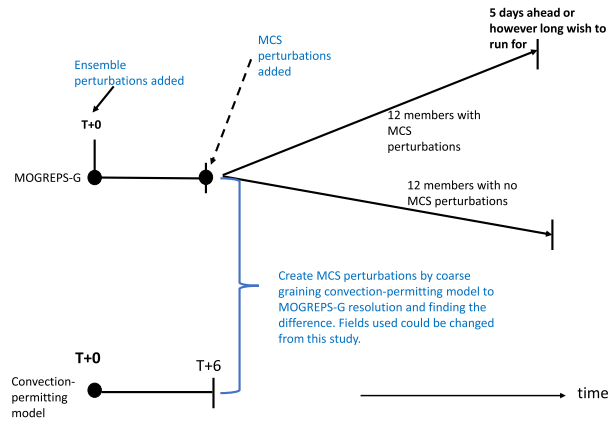 5 days ahead or
however long wish to
run for
MCS
perturbations
added
Ensemble
perturbations added
T+0
12 members with
MCS
perturbations
MOGREPS-G
12 members with no
MCS perturbations
Create MCS perturbations by coarse
graining convection-permitting model to
MOGREPS-G resolution and finding the
difference. Fields used could be changed
from this study.
T+0
T+6
Convection-
permitting
model
time